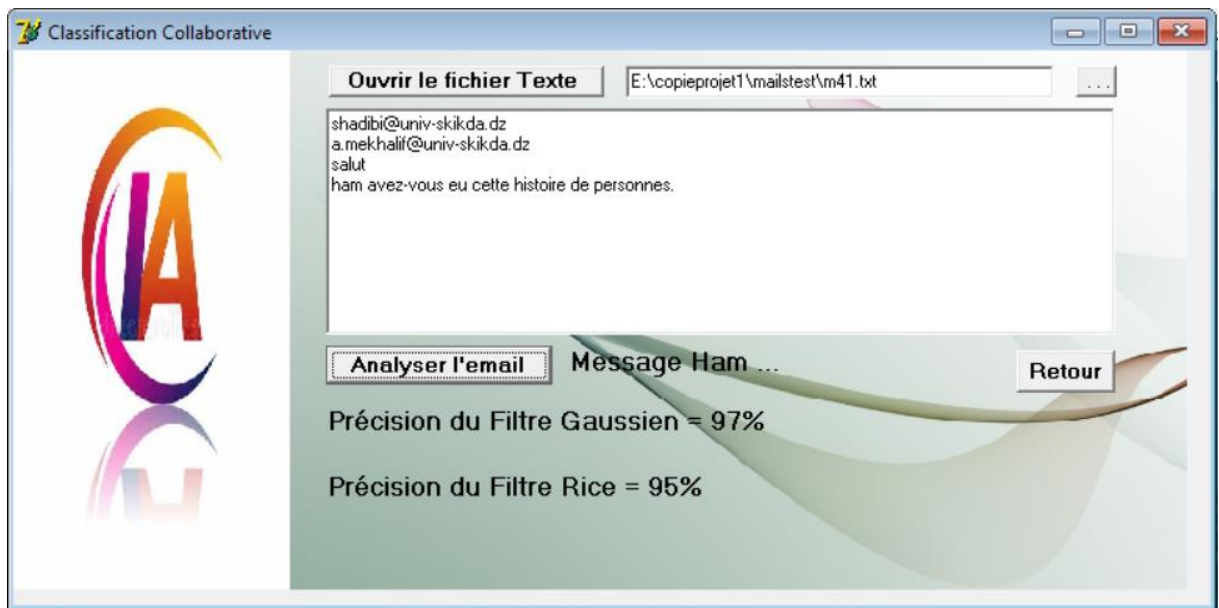 Classification Collaborative
Ouvrir le fichier Texte E:\copieprojet1\mailstest\m41.txt ...
shadibi@univ-skikda.dz
a.mekhalif@univ-skikda.dz
salut
ham avez-vous eu cette histoire de personnes.
IA
Analyser l'email Message Ham ... Retour
Précision du Filtre Gaussien = 97%
Précision du Filtre Rice = 95%